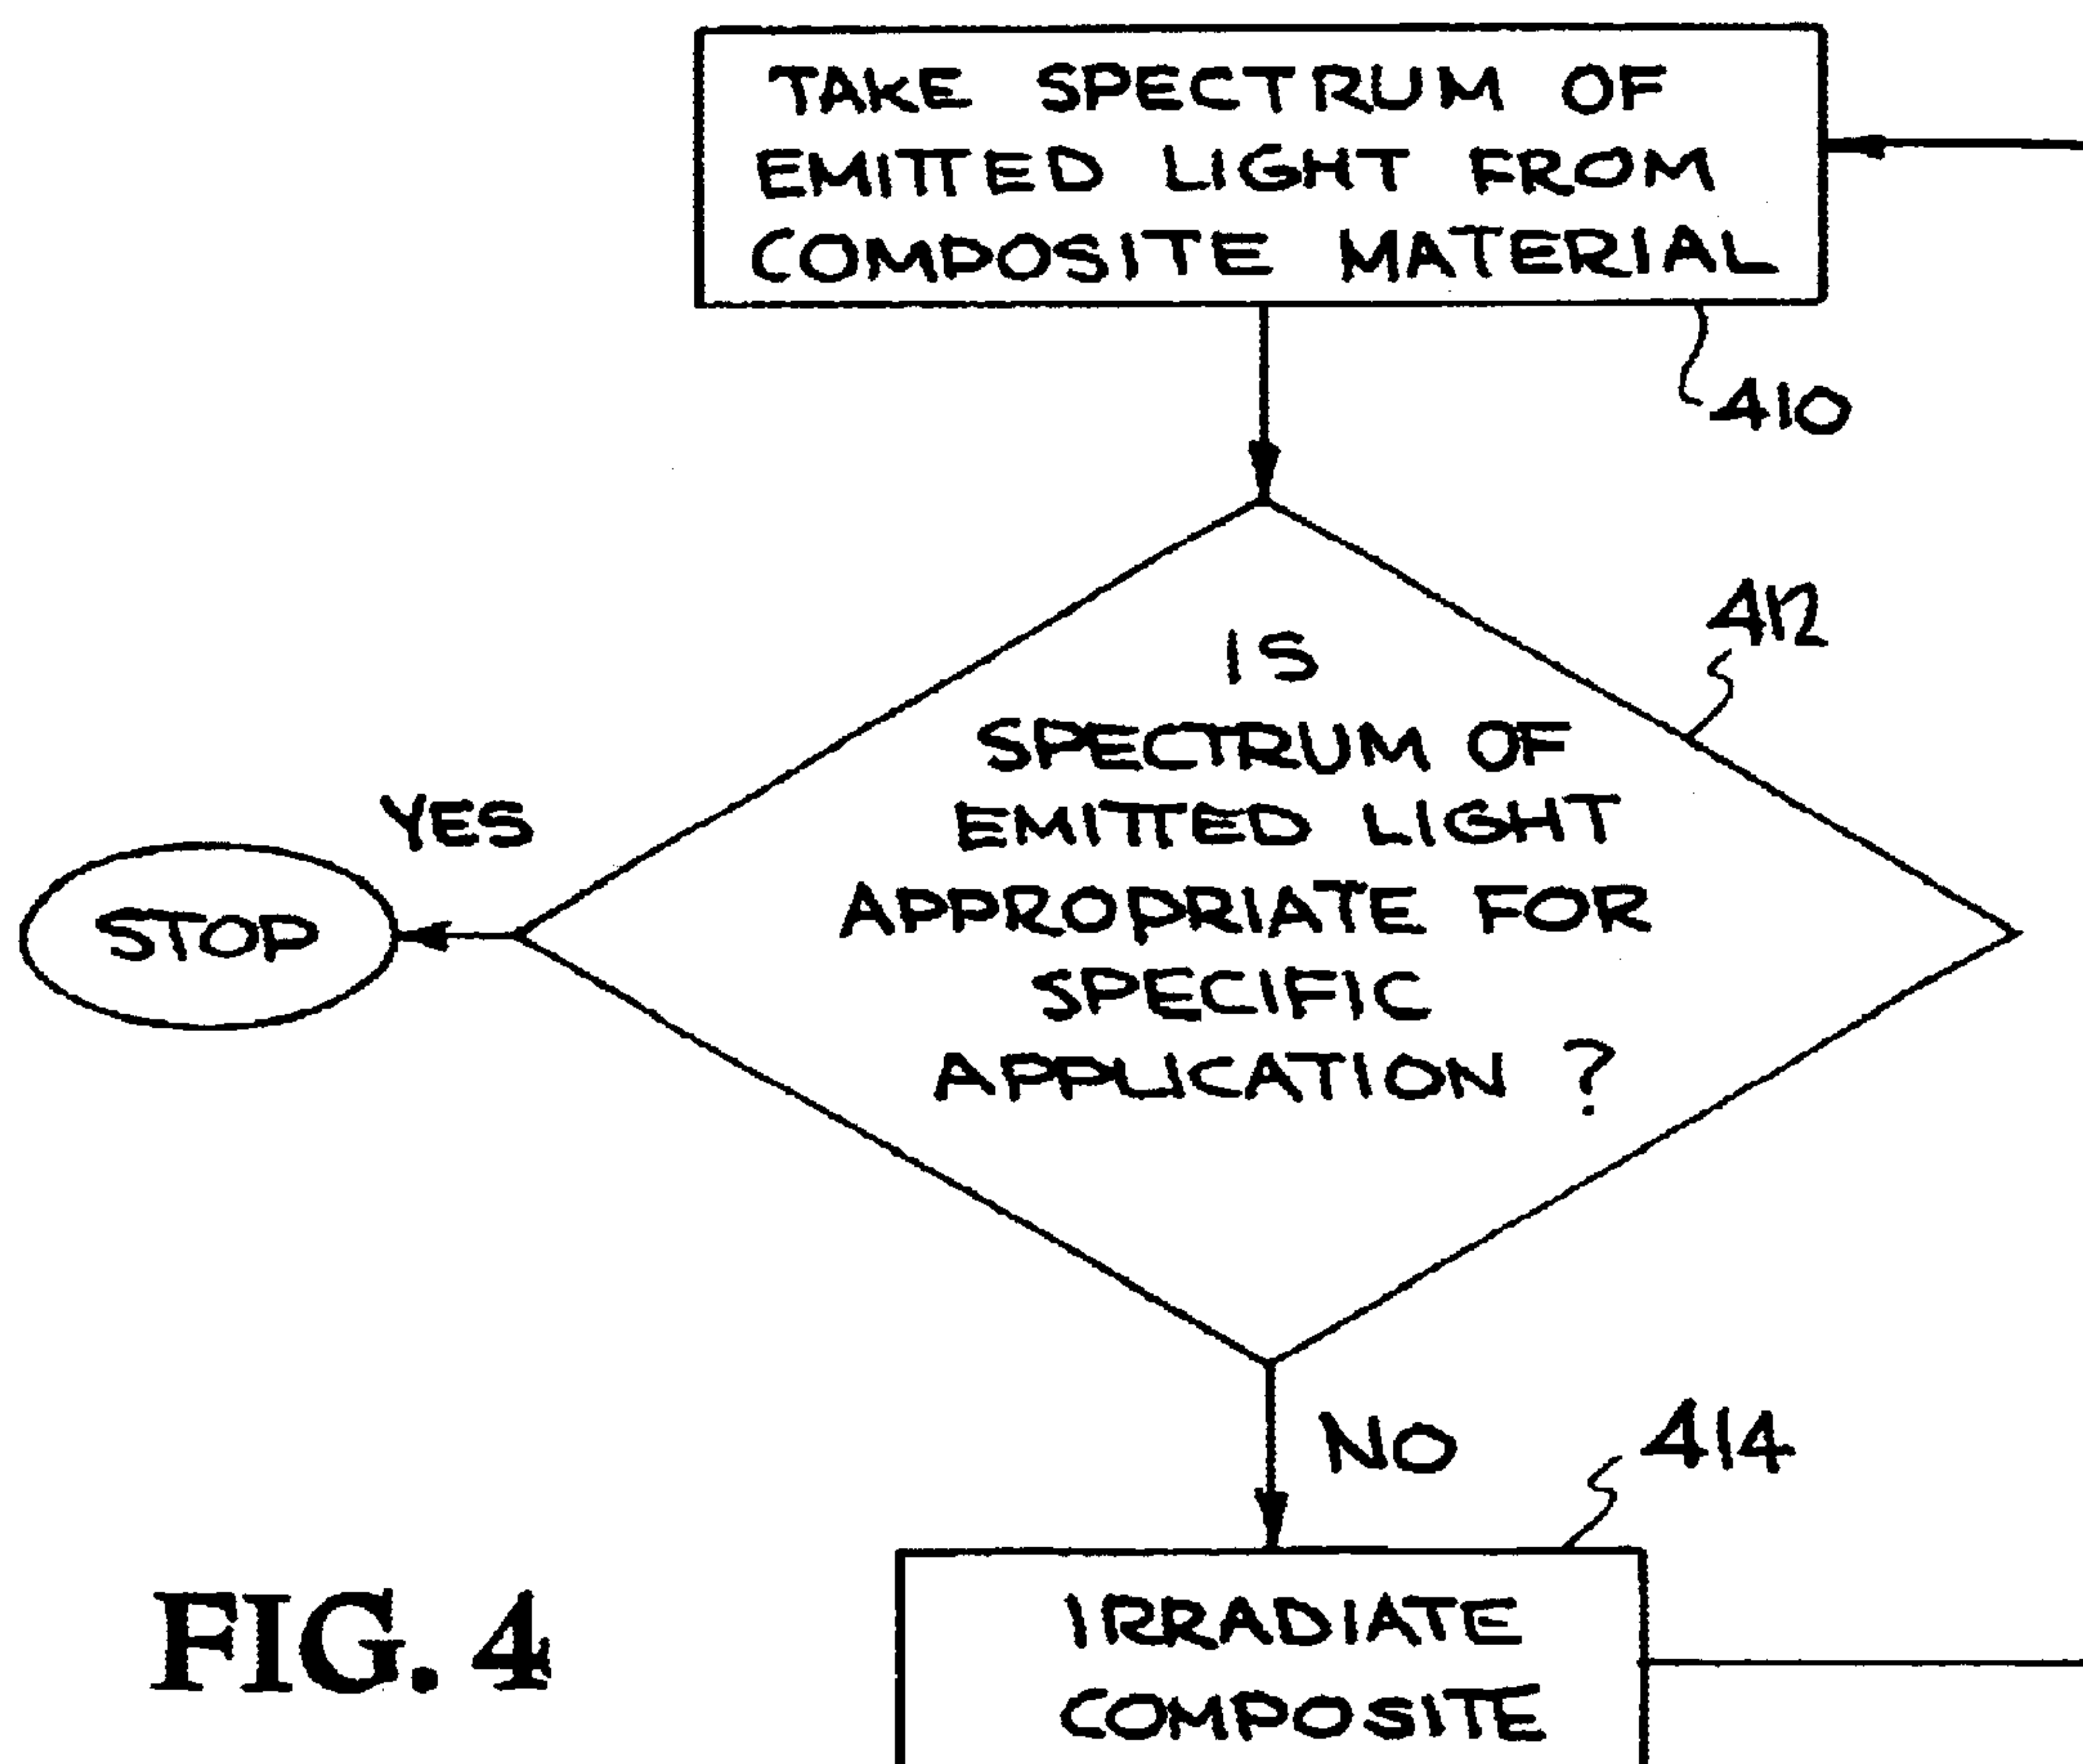 TAKE SPECTRUM OF
EMITTED LIGHT FROM
COMPOSITE MATERIAL
410
412
IS
SPECTRUM OF
EMITTED LIGHT
APPROPRIATE FOR
SPECIFIC
APPLICATION ?
YES
STOP
NO
414
IRRADIATE
COMPOSITE
FIG. 4